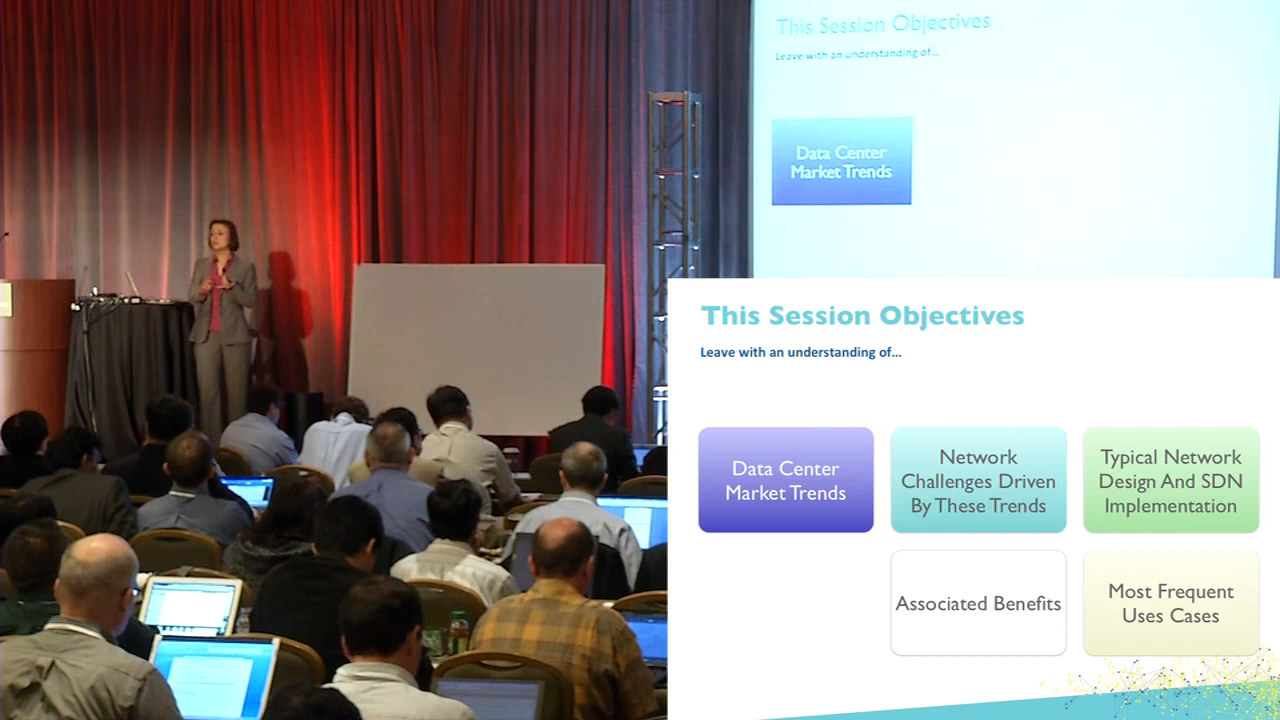 This Session Objectives
Leave with an understanding of...
Data Center
Market Trends
This Session Objectives
Leave with an understanding of...
Data Center
Market Trends
Network
Challenges Driven
By These Trends
Typical Network
Design And SDN
Implementation
Associated Benefits
Most Frequent
Uses Cases